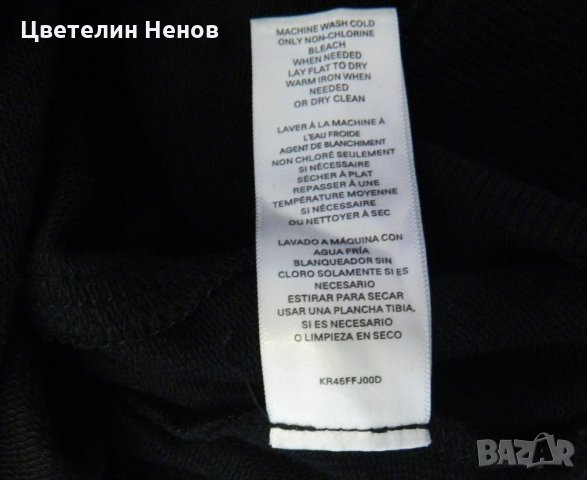 Цветелин Ненов
MACHINE WASH COLD
ONLY NON-CHLORINE
BLEACH
WHEN NEEDED
LAY FLAT TO DRY
WARM IRON WHEN
NEEDED
OR DRY CLEAN
LAVER À LA MACHINE À
L'EAU FROIDE
AGENT DE BLANCHIMENT
NON CHLORÉ SEULEMENT
SI NÉCESSAIRE
SÉCHER À PLAT
REPASSER À UNE
TEMPÉRATURE MOYENNE
SI NÉCESSAIRE
OU NETTOYER À SEC
LAVADO A MÁQUINA CON
AGUA FRÍA
BLANQUEADOR SIN
CLORO SOLAMENTE SI ES
NECESARIO
ESTIRAR PARA SECAR
USAR UNA PLANCHA TIBIA,
SI ES NECESARIO
O LIMPIEZA EN SECO
KR45FFJ00D
BAZAR